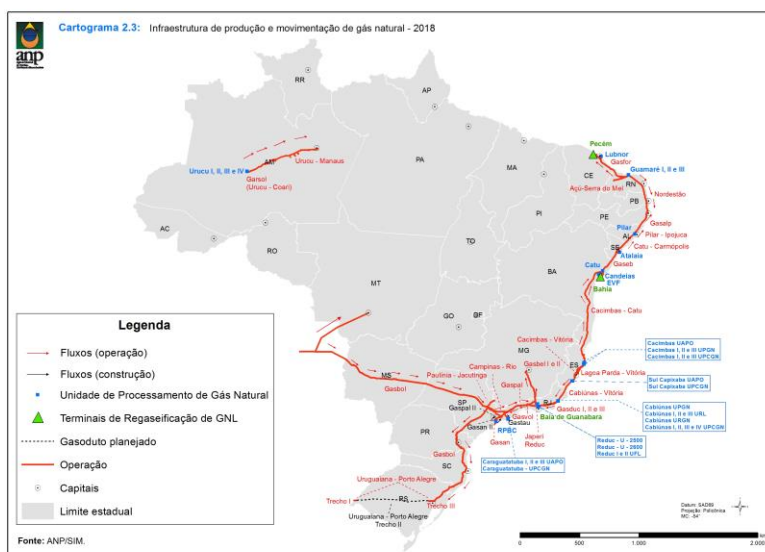 anp
Cartograma 2.3: Infraestrutura de produção e movimentação de gás natural - 2018
RR
AP
Urucu I, II, III e IV
AM
Urucu - Manaus
Garsol
(Urucu - Coari)
PA
MA
Pecém
Lubnor
Gasfor
CE
Guamaré I, II e III
Açú-Serra do Mel
RN
Nordestão
PB
PI
PE
Gasalp
Pilar
AL
Pilar - Ipojuca
SE
Catu - Carmópolis
Atalaia
AC
RO
TO
Catu
Gaseb
Candeias
EVF
Bahia
BA
MT
GO
DF
Cacimbas - Catu
MG
Cacimbas - Vitória
ES
Cacimbas UAPO
Cacimbas I, II e III UPGN
Cacimbas I, II e III UPCGN
Lagoa Parda - Vitória
Sul Capixaba UAPO
Sul Capixaba UPCGN
MS
Gasbol
Paulínia - Jacutinga
Campinas - Rio
Gasbel I e II
Gaspal
Cabiúnas - Vitória
SP
Gaspal II
RJ
Gasduc I, II e III
Cabiúnas UPGN
Cabiúnas I, II e III URL
Cabiúnas URGN
Cabiúnas I, II, III e IV UPCGN
Gasvol
Gastau
Baía de Guanabara
Gasan II
RPBC
Gasan
Japeri
Reduc
Reduc - U - 2500
Reduc - U - 2600
Reduc I e II UFL
Caraguatatuba I, II e III UAPO
Caraguatatuba - UPCGN
PR
Gasbol
SC
Uruguaiana - Porto Alegre
Trecho I
RS
Trecho III
Uruguaiana - Porto Alegre
Trecho II
Legenda
Fluxos (operação)
Fluxos (construção)
Unidade de Processamento de Gás Natural
Terminais de Regaseificação de GNL
Gasoduto planejado
Operação
Capitais
Limite estadual
Fonte: ANP/SIM.
Datum: SAD69
Projeção: Policônica
MC: -54°
0 500 1.000 2.000